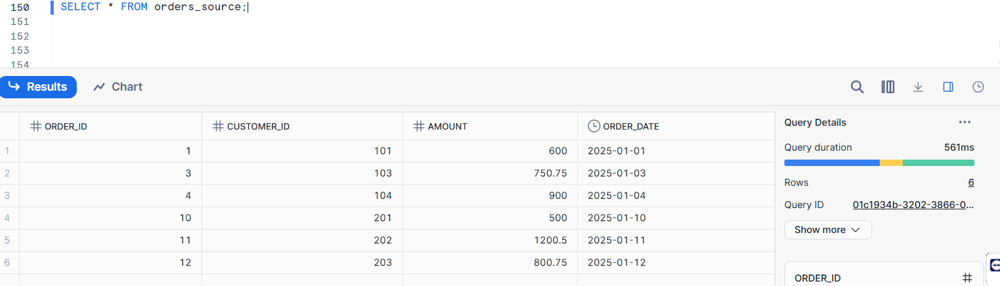 150 SELECT * FROM orders_source;
151
152
153
154
Results Chart
ORDER_ID CUSTOMER_ID AMOUNT ORDER_DATE
1 1 101 600 2025-01-01
2 3 103 750.75 2025-01-03
3 4 104 900 2025-01-04
4 10 201 500 2025-01-10
5 11 202 1200.5 2025-01-11
6 12 203 800.75 2025-01-12
Query Details ...
Query duration 561ms
Rows 6
Query ID 01c1934b-3202-3866-0...
Show more
ORDER_ID